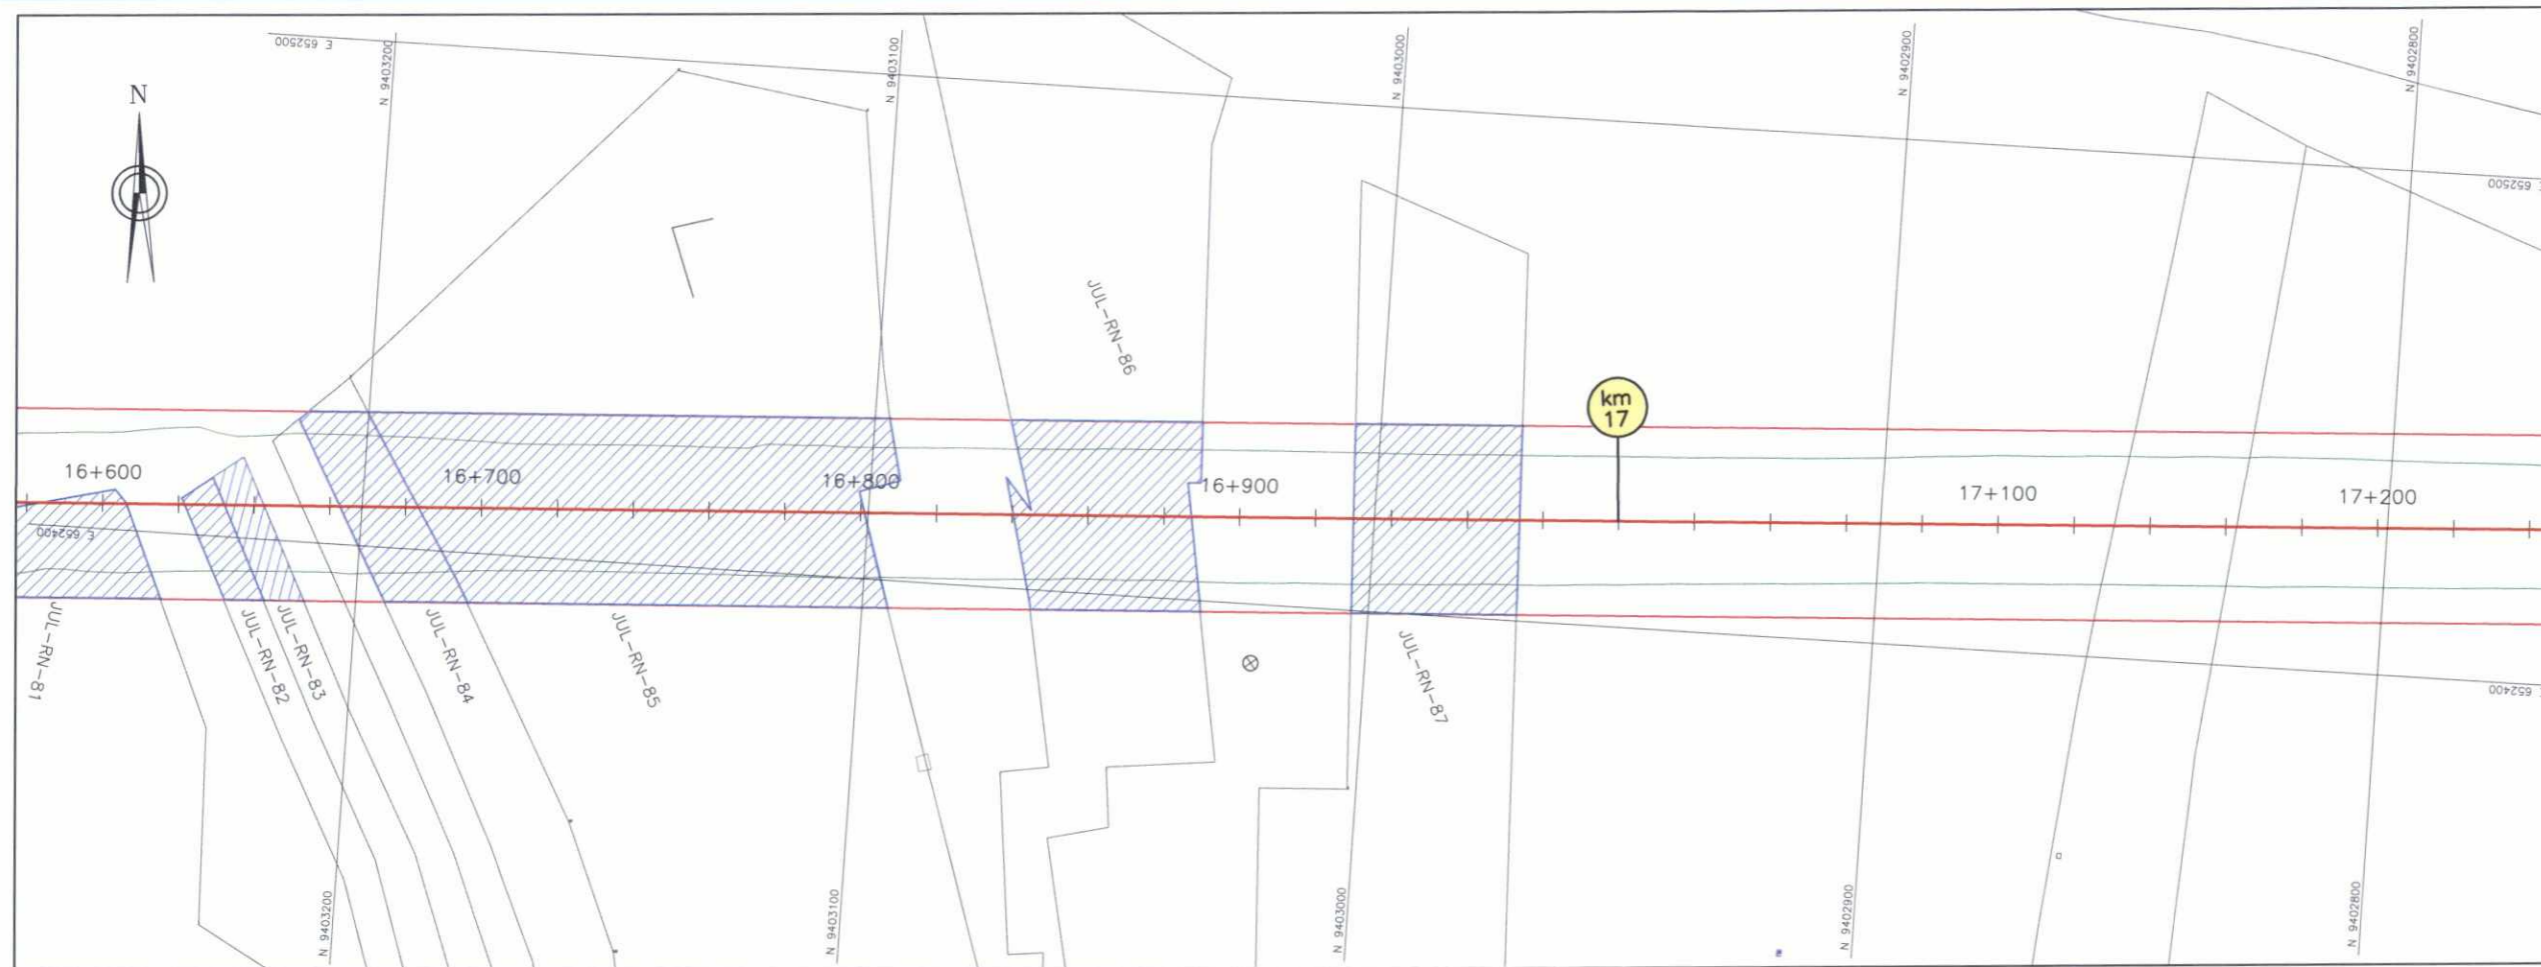 E 652500
N 9403200
N 9403100
N 9403000
N 9402900
N 9402800
N
E 652500
JUL-RN-86
km
17
16+600
16+700
16+800
16+900
17+100
17+200
E 652400
JUL-RN-81
JUL-RN-82
JUL-RN-83
JUL-RN-84
JUL-RN-85
JUL-RN-87
E 652400
N 9403200
N 9403100
N 9403000
N 9402900
N 9402800